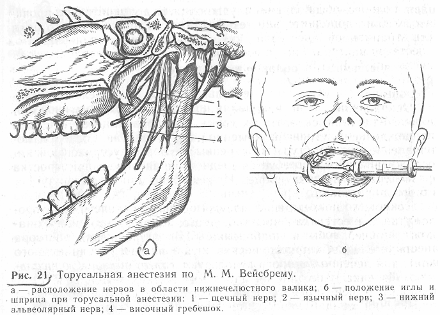 1
2
3
4
а
б
Рис. 21. Торусальная анестезия по М. М. Вейсбрему.
а — расположение нервов в области нижнечелюстного валика; б — положение иглы и
шприца при торусальной анестезии: 1 — щечный нерв; 2 — язычный нерв; 3 — нижний
альвеолярный нерв; 4 — височный гребешок.